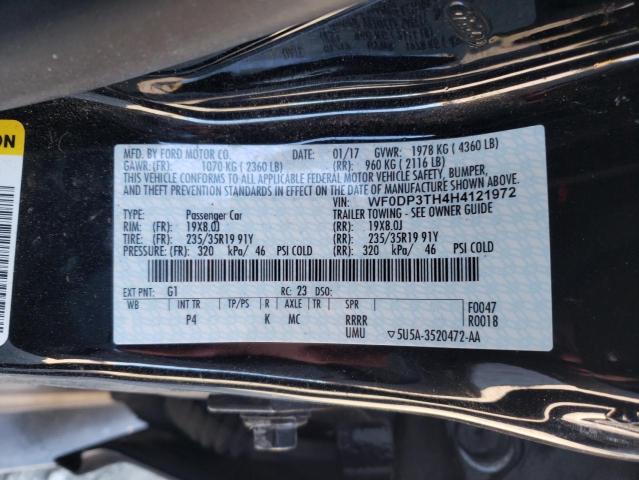 ON
MFD. BY FORD MOTOR CO. DATE: 01/17 GVWR: 1978 KG ( 4360 LB)
GAWR: (FR): 1070 KG ( 2360 LB) (RR): 960 KG ( 2116 LB)
THIS VEHICLE CONFORMS TO ALL APPLICABLE FEDERAL MOTOR VEHICLE SAFETY, BUMPER,
AND THEFT PREVENTION STANDARDS IN EFFECT ON THE DATE OF MANUFACTURE SHOWN ABOVE.
VIN: WF0DP3TH4H4121972
TYPE: Passenger Car TRAILER TOWING - SEE OWNER GUIDE
RIM: (FR): 19X8.0J (RR): 19X8.0J
TIRE: (FR): 235/35R19 91Y (RR): 235/35R19 91Y
PRESSURE: (FR): 320 kPa/ 46 PSI COLD (RR): 320 kPa/ 46 PSI COLD
EXT PNT: G1 RC: 23 DSO:
WB INT TR TP/PS R AXLE TR SPR F0047
P4 K MC RRRR R0018
UMU ▽5U5A-3520472-AA